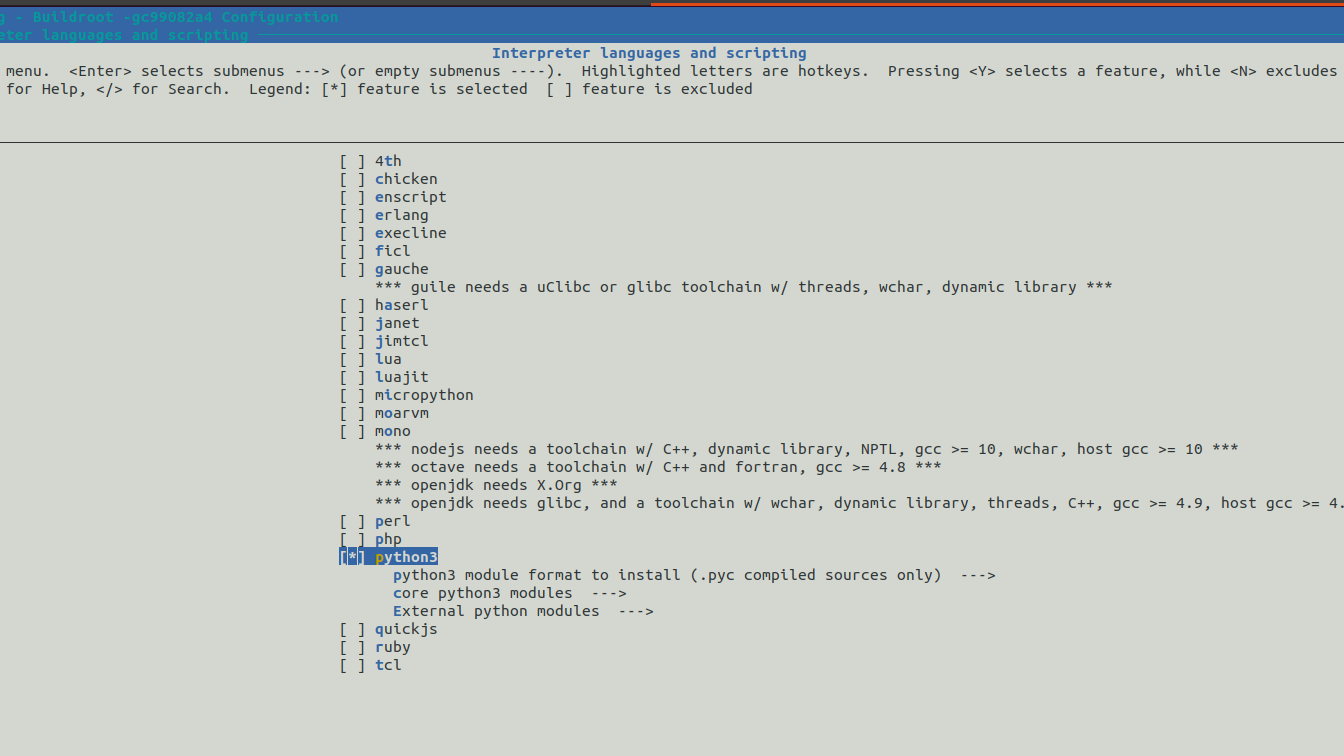 g - Buildroot -gc99082a4 Configuration
eter languages and scripting
Interpreter languages and scripting
menu.  <Enter> selects submenus ---> (or empty submenus ----).  Highlighted letters are hotkeys.  Pressing <Y> selects a feature, while <N> excludes
for Help, </> for Search.  Legend: [*] feature is selected  [ ] feature is excluded
[ ] 4th
[ ] chicken
[ ] enscript
[ ] erlang
[ ] execline
[ ] ficl
[ ] gauche
*** guile needs a uClibc or glibc toolchain w/ threads, wchar, dynamic library ***
[ ] haserl
[ ] janet
[ ] jimtcl
[ ] lua
[ ] luajit
[ ] micropython
[ ] moarvm
[ ] mono
*** nodejs needs a toolchain w/ C++, dynamic library, NPTL, gcc >= 10, wchar, host gcc >= 10 ***
*** octave needs a toolchain w/ C++ and fortran, gcc >= 4.8 ***
*** openjdk needs X.Org ***
*** openjdk needs glibc, and a toolchain w/ wchar, dynamic library, threads, C++, gcc >= 4.9, host gcc >= 4.
[ ] perl
[ ] php
[*] python3
python3 module format to install (.pyc compiled sources only)  --->
core python3 modules  --->
External python modules  --->
[ ] quickjs
[ ] ruby
[ ] tcl